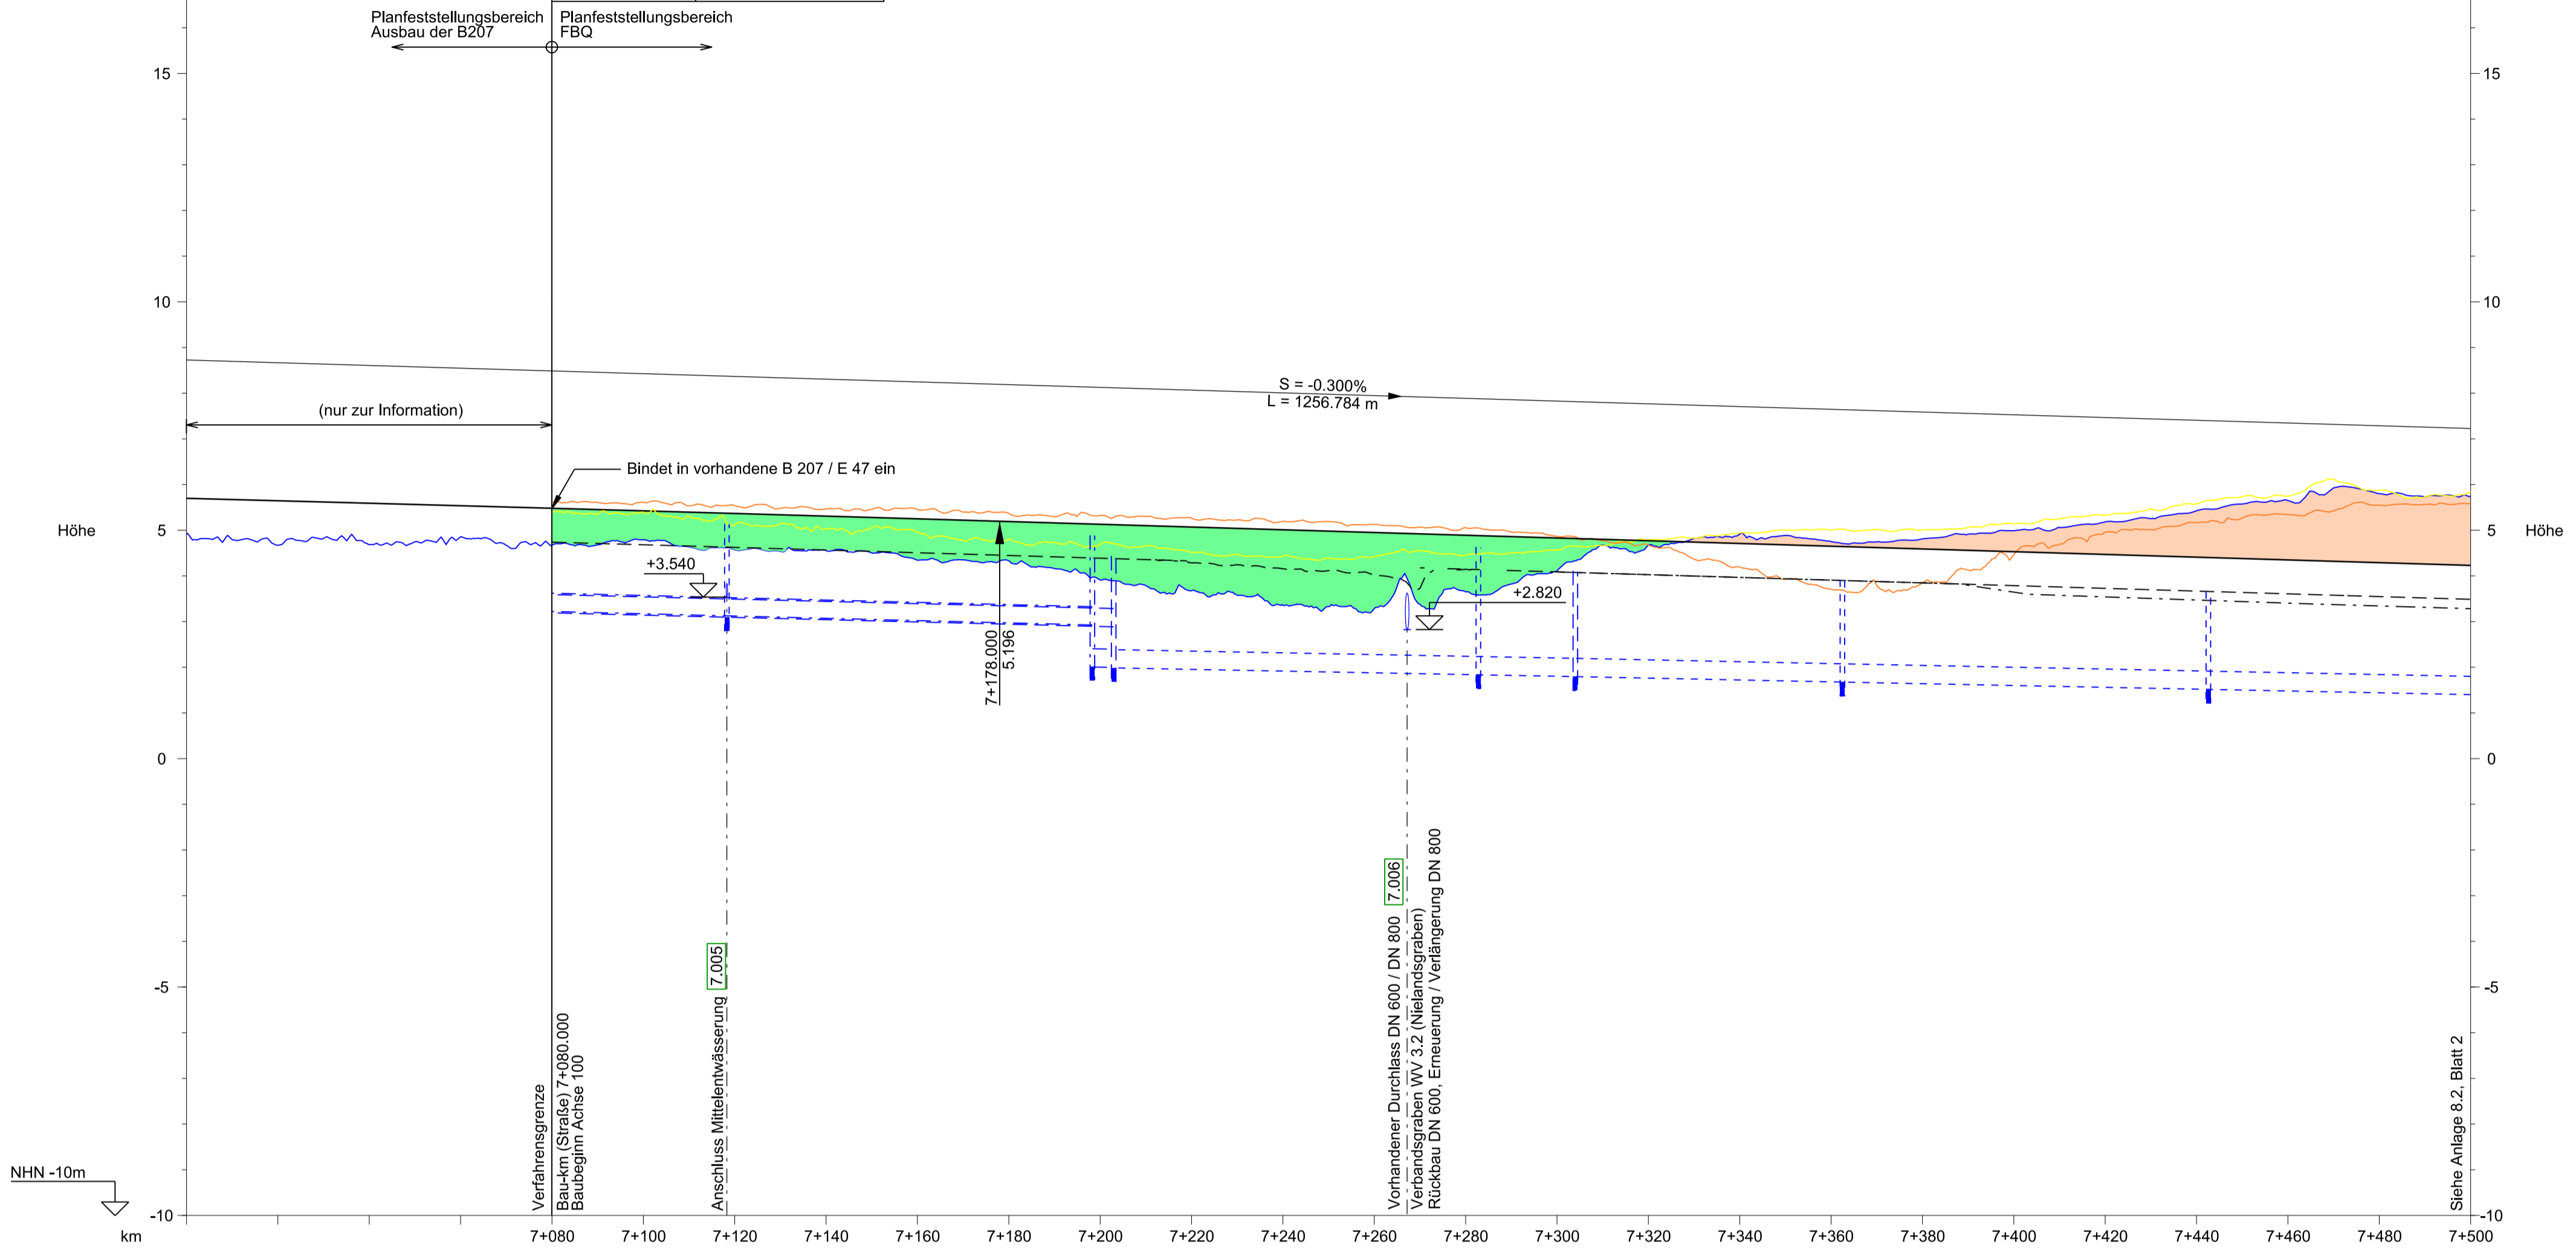 Planfeststellungsbereich
Ausbau der B207
Planfeststellungsbereich
FBQ
15
15
10
10
S = -0.300%
L = 1256.784 m
(nur zur Information)
Bindet in vorhandene B 207 / E 47 ein
Höhe
5
5
Höhe
+3.540
+2.820
7+178.000
5.196
0
0
7.005
Anschluss Mittelentwässerung
7.006
Vorhandener Durchlass DN 600 / DN 800
Verbandsgraben WV 3.2 (Nielandsgraben)
Rückbau DN 600, Erneuerung / Verlängerung DN 800
-5
-5
Verfahrensgrenze
Bau-km (Straße) 7+080.000
Baubeginn Achse 100
Siehe Anlage 8.2, Blatt 2
NHN -10m
-10
-10
km
7+080
7+100
7+120
7+140
7+160
7+180
7+200
7+220
7+240
7+260
7+280
7+300
7+320
7+340
7+360
7+380
7+400
7+420
7+440
7+460
7+480
7+500